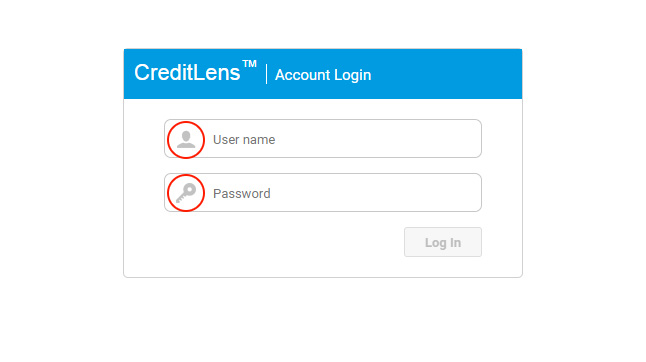 CreditLens™ | Account Login
User name
Password
Log In